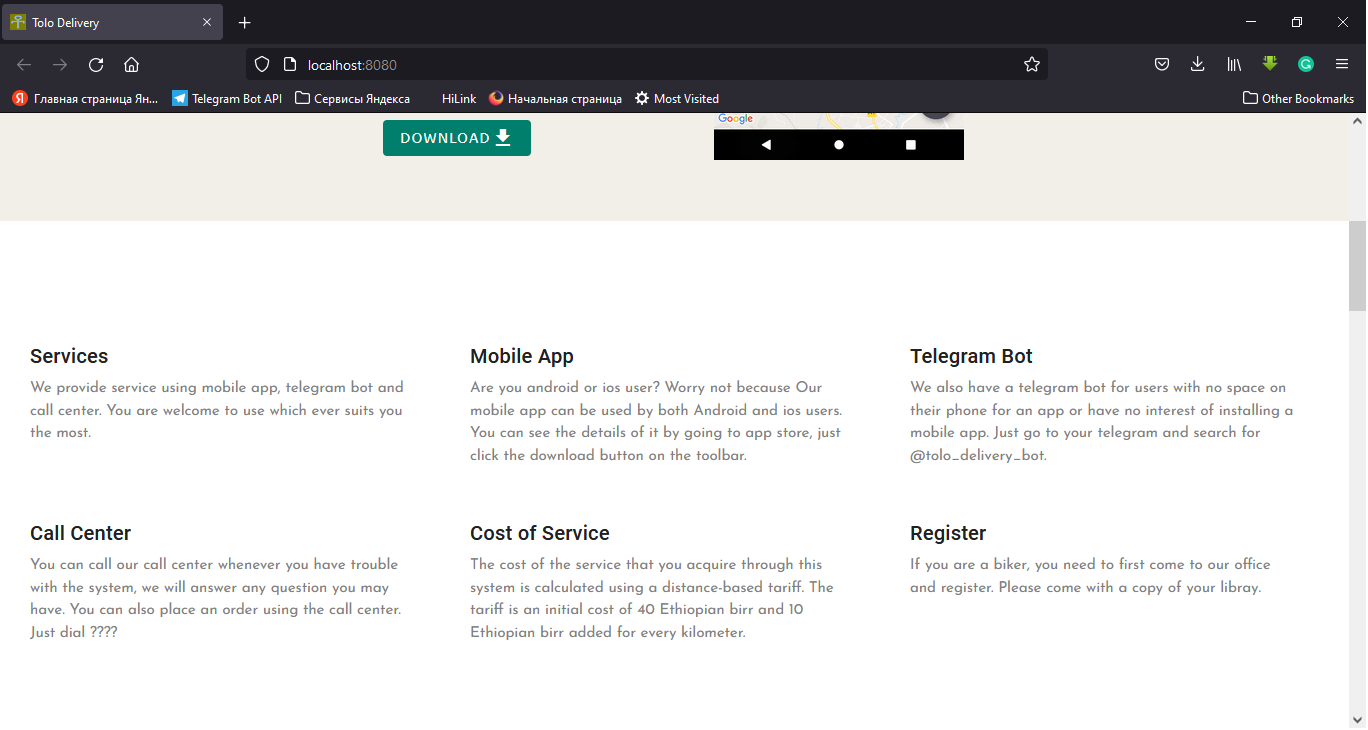 Tolo Delivery
localhost:8080
Главная страница Ян...
Telegram Bot API
Сервисы Яндекса
HiLink
Начальная страница
Most Visited
Other Bookmarks
DOWNLOAD
Google
Services
We provide service using mobile app, telegram bot and
call center. You are welcome to use which ever suits you
the most.
Mobile App
Are you android or ios user? Worry not because Our
mobile app can be used by both Android and ios users.
You can see the details of it by going to app store, just
click the download button on the toolbar.
Telegram Bot
We also have a telegram bot for users with no space on
their phone for an app or have no interest of installing a
mobile app. Just go to your telegram and search for
@tolo_delivery_bot.
Call Center
You can call our call center whenever you have trouble
with the system, we will answer any question you may
have. You can also place an order using the call center.
Just dial ????
Cost of Service
The cost of the service that you acquire through this
system is calculated using a distance-based tariff. The
tariff is an initial cost of 40 Ethiopian birr and 10
Ethiopian birr added for every kilometer.
Register
If you are a biker, you need to first come to our office
and register. Please come with a copy of your libray.